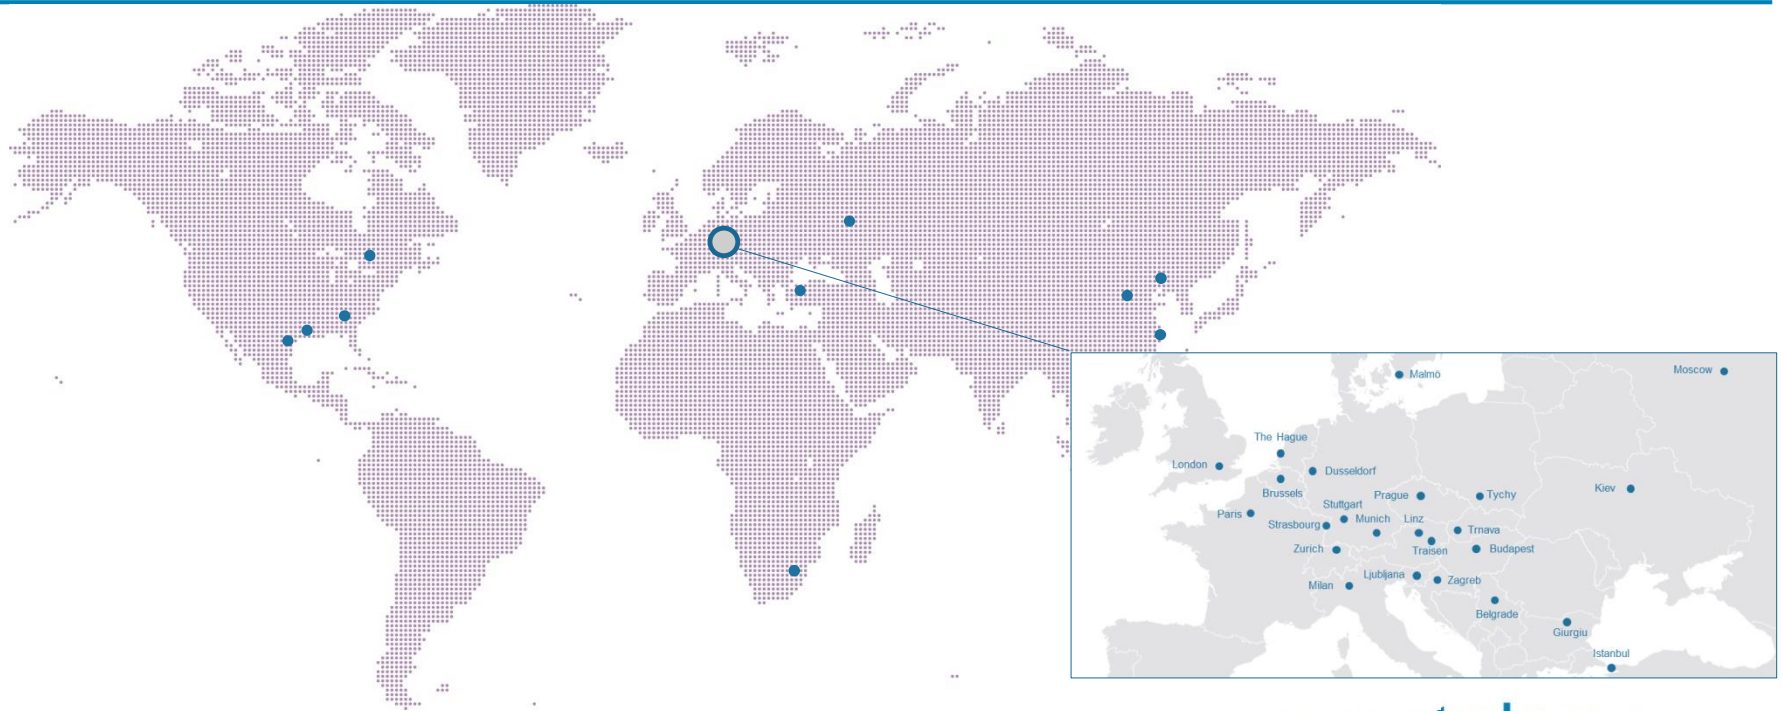 Malmö
Moscow
The Hague
London
Dusseldorf
Brussels
Prague
Tychy
Kiev
Stuttgart
Paris
Strasbourg
Munich
Linz
Trnava
Zurich
Traisen
Budapest
Milan
Ljubljana
Zagreb
Belgrade
Giurgiu
Istanbul